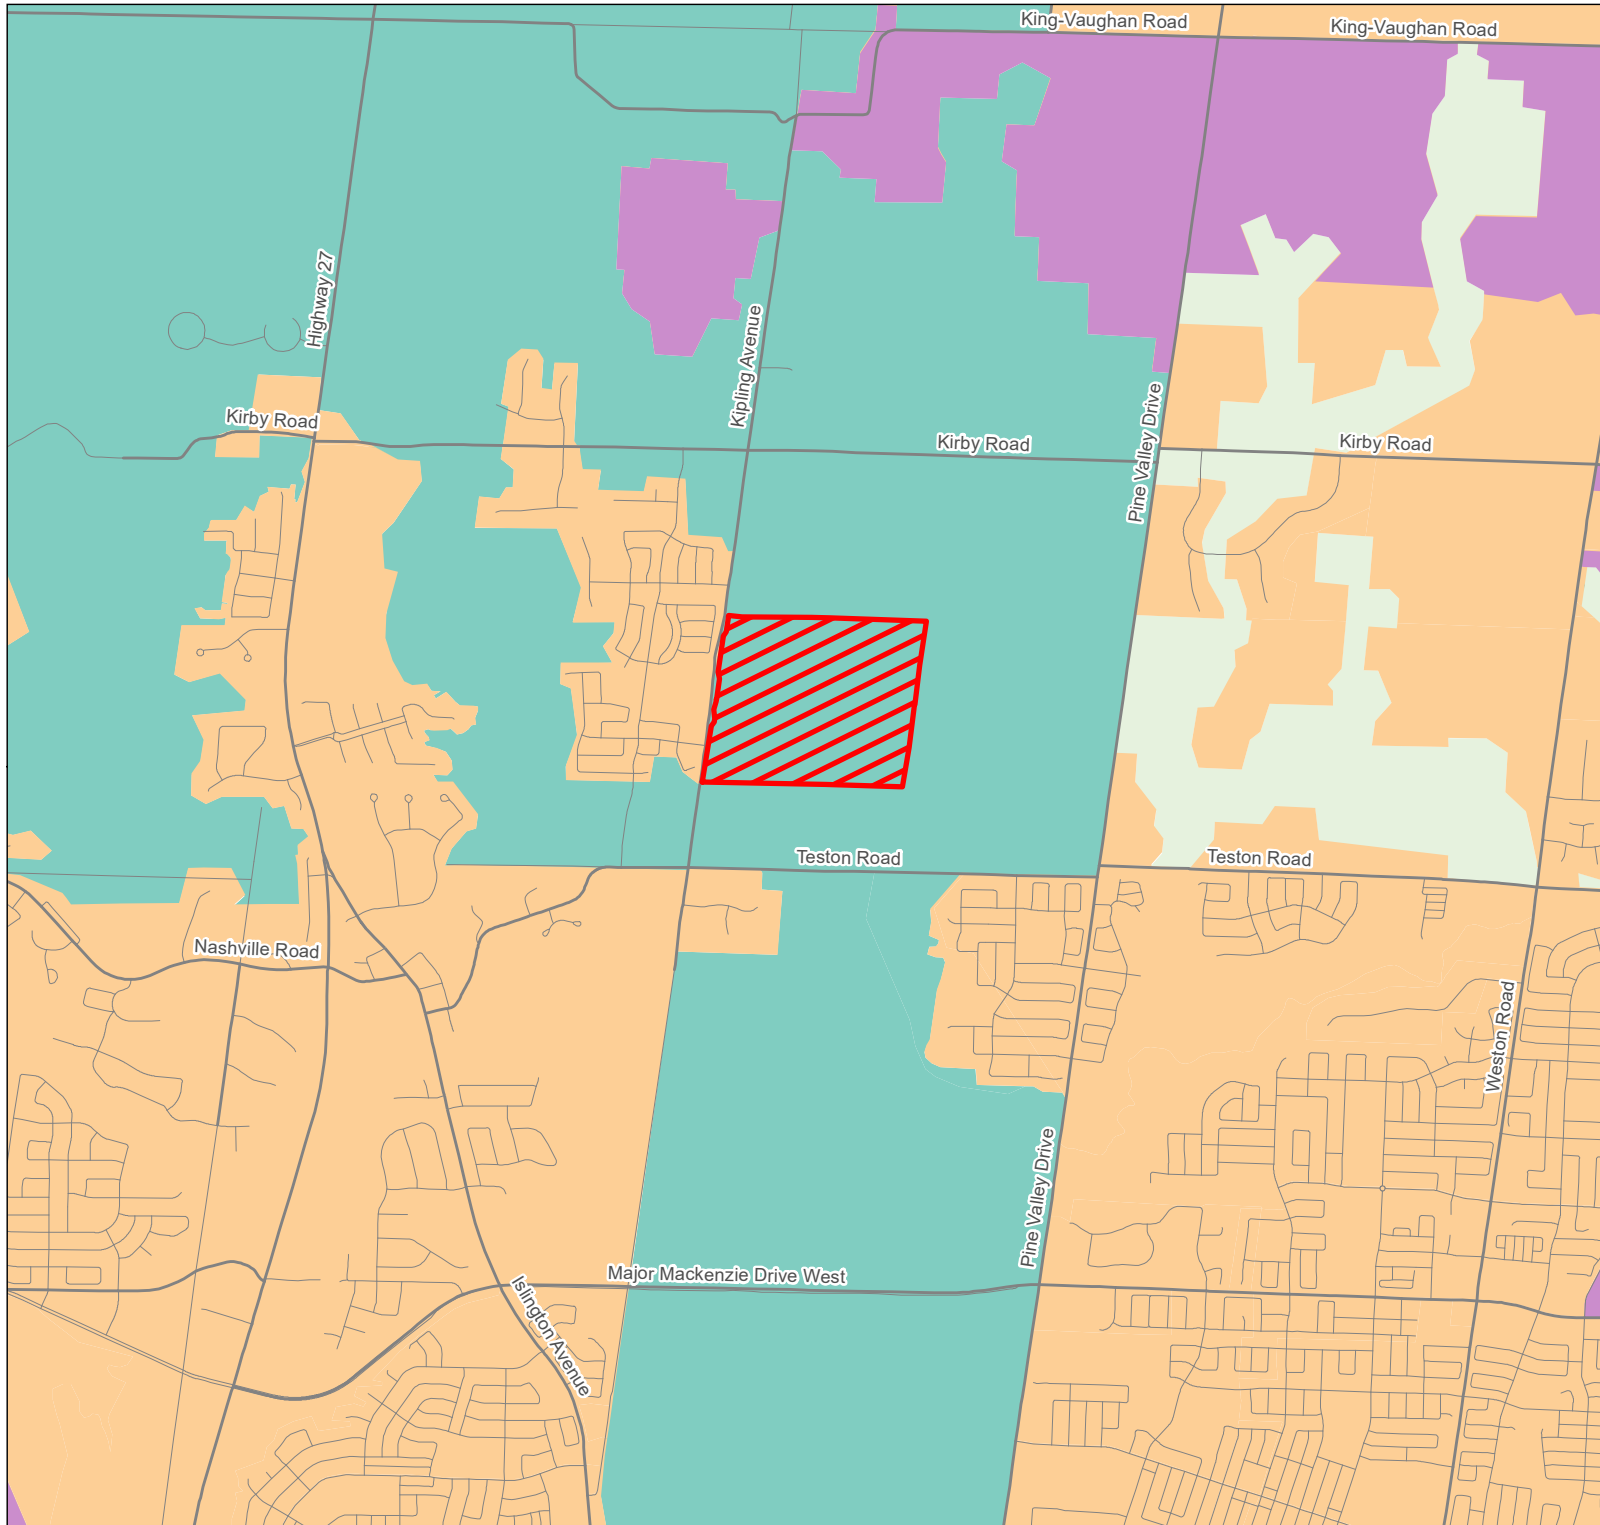 King-Vaughan Road
King-Vaughan Road
Highway 27
Kipling Avenue
Pine Valley Drive
Kirby Road
Kirby Road
Kirby Road
Teston Road
Teston Road
Nashville Road
Weston Road
Pine Valley Drive
Major Mackenzie Drive West
Islington Avenue